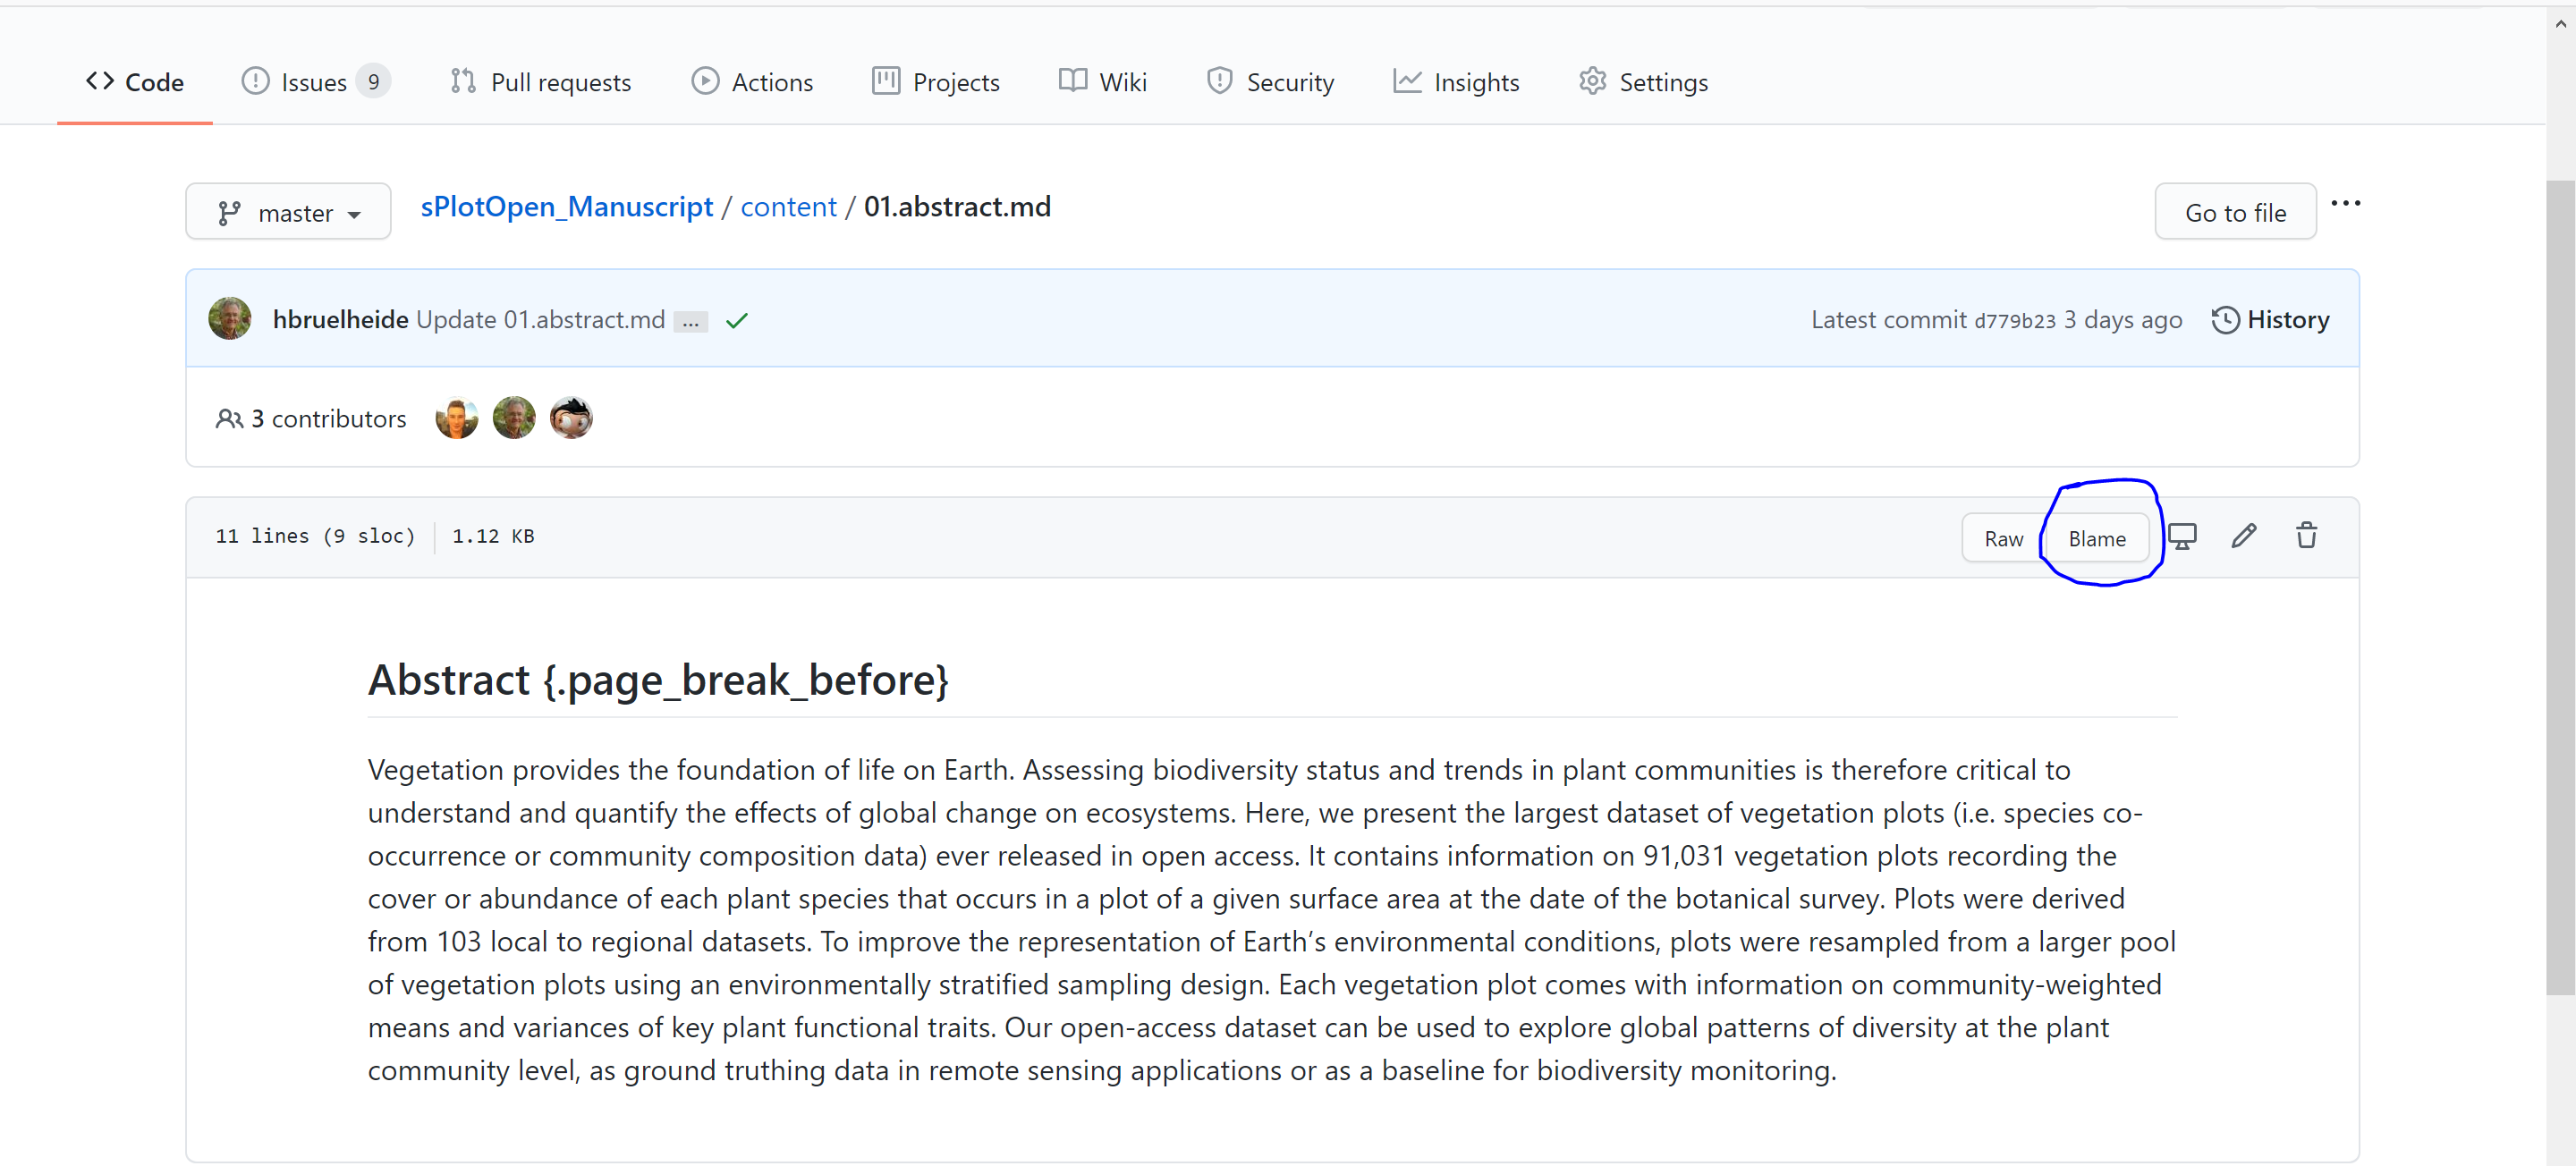 Code Issues 9 Pull requests Actions Projects Wiki Security Insights Settings
master sPlotOpen_Manuscript / content / 01.abstract.md Go to file ...
hbruelheide Update 01.abstract.md ... Latest commit d779b23 3 days ago History
3 contributors
11 lines (9 sloc) 1.12 KB Raw Blame
Abstract {.page_break_before}
Vegetation provides the foundation of life on Earth. Assessing biodiversity status and trends in plant communities is therefore critical to
understand and quantify the effects of global change on ecosystems. Here, we present the largest dataset of vegetation plots (i.e. species co-
occurrence or community composition data) ever released in open access. It contains information on 91,031 vegetation plots recording the
cover or abundance of each plant species that occurs in a plot of a given surface area at the date of the botanical survey. Plots were derived
from 103 local to regional datasets. To improve the representation of Earth’s environmental conditions, plots were resampled from a larger pool
of vegetation plots using an environmentally stratified sampling design. Each vegetation plot comes with information on community-weighted
means and variances of key plant functional traits. Our open-access dataset can be used to explore global patterns of diversity at the plant
community level, as ground truthing data in remote sensing applications or as a baseline for biodiversity monitoring.